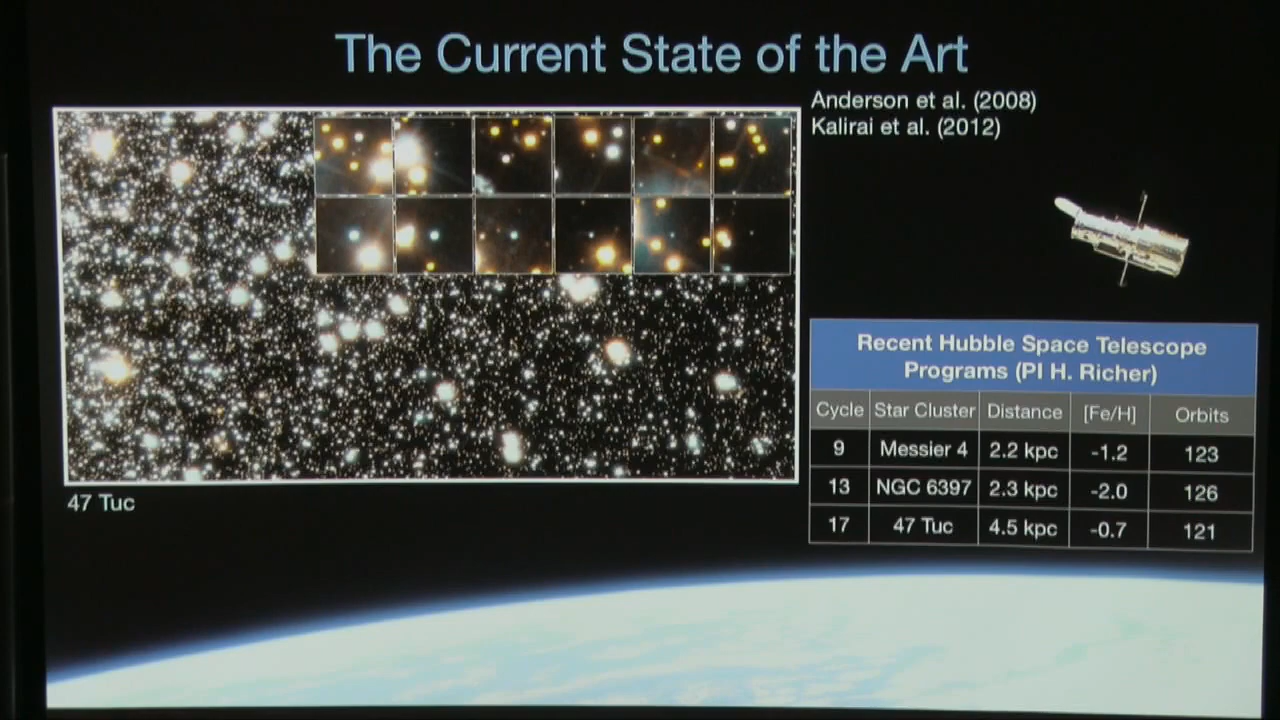 The Current State of the Art
Anderson et al. (2008)
Kalirai et al. (2012)
47 Tuc
Recent Hubble Space Telescope
Programs (PI H. Richer)
Cycle Star Cluster Distance [Fe/H] Orbits
9 Messier 4 2.2 kpc -1.2 123
13 NGC 6397 2.3 kpc -2.0 126
17 47 Tuc 4.5 kpc -0.7 121